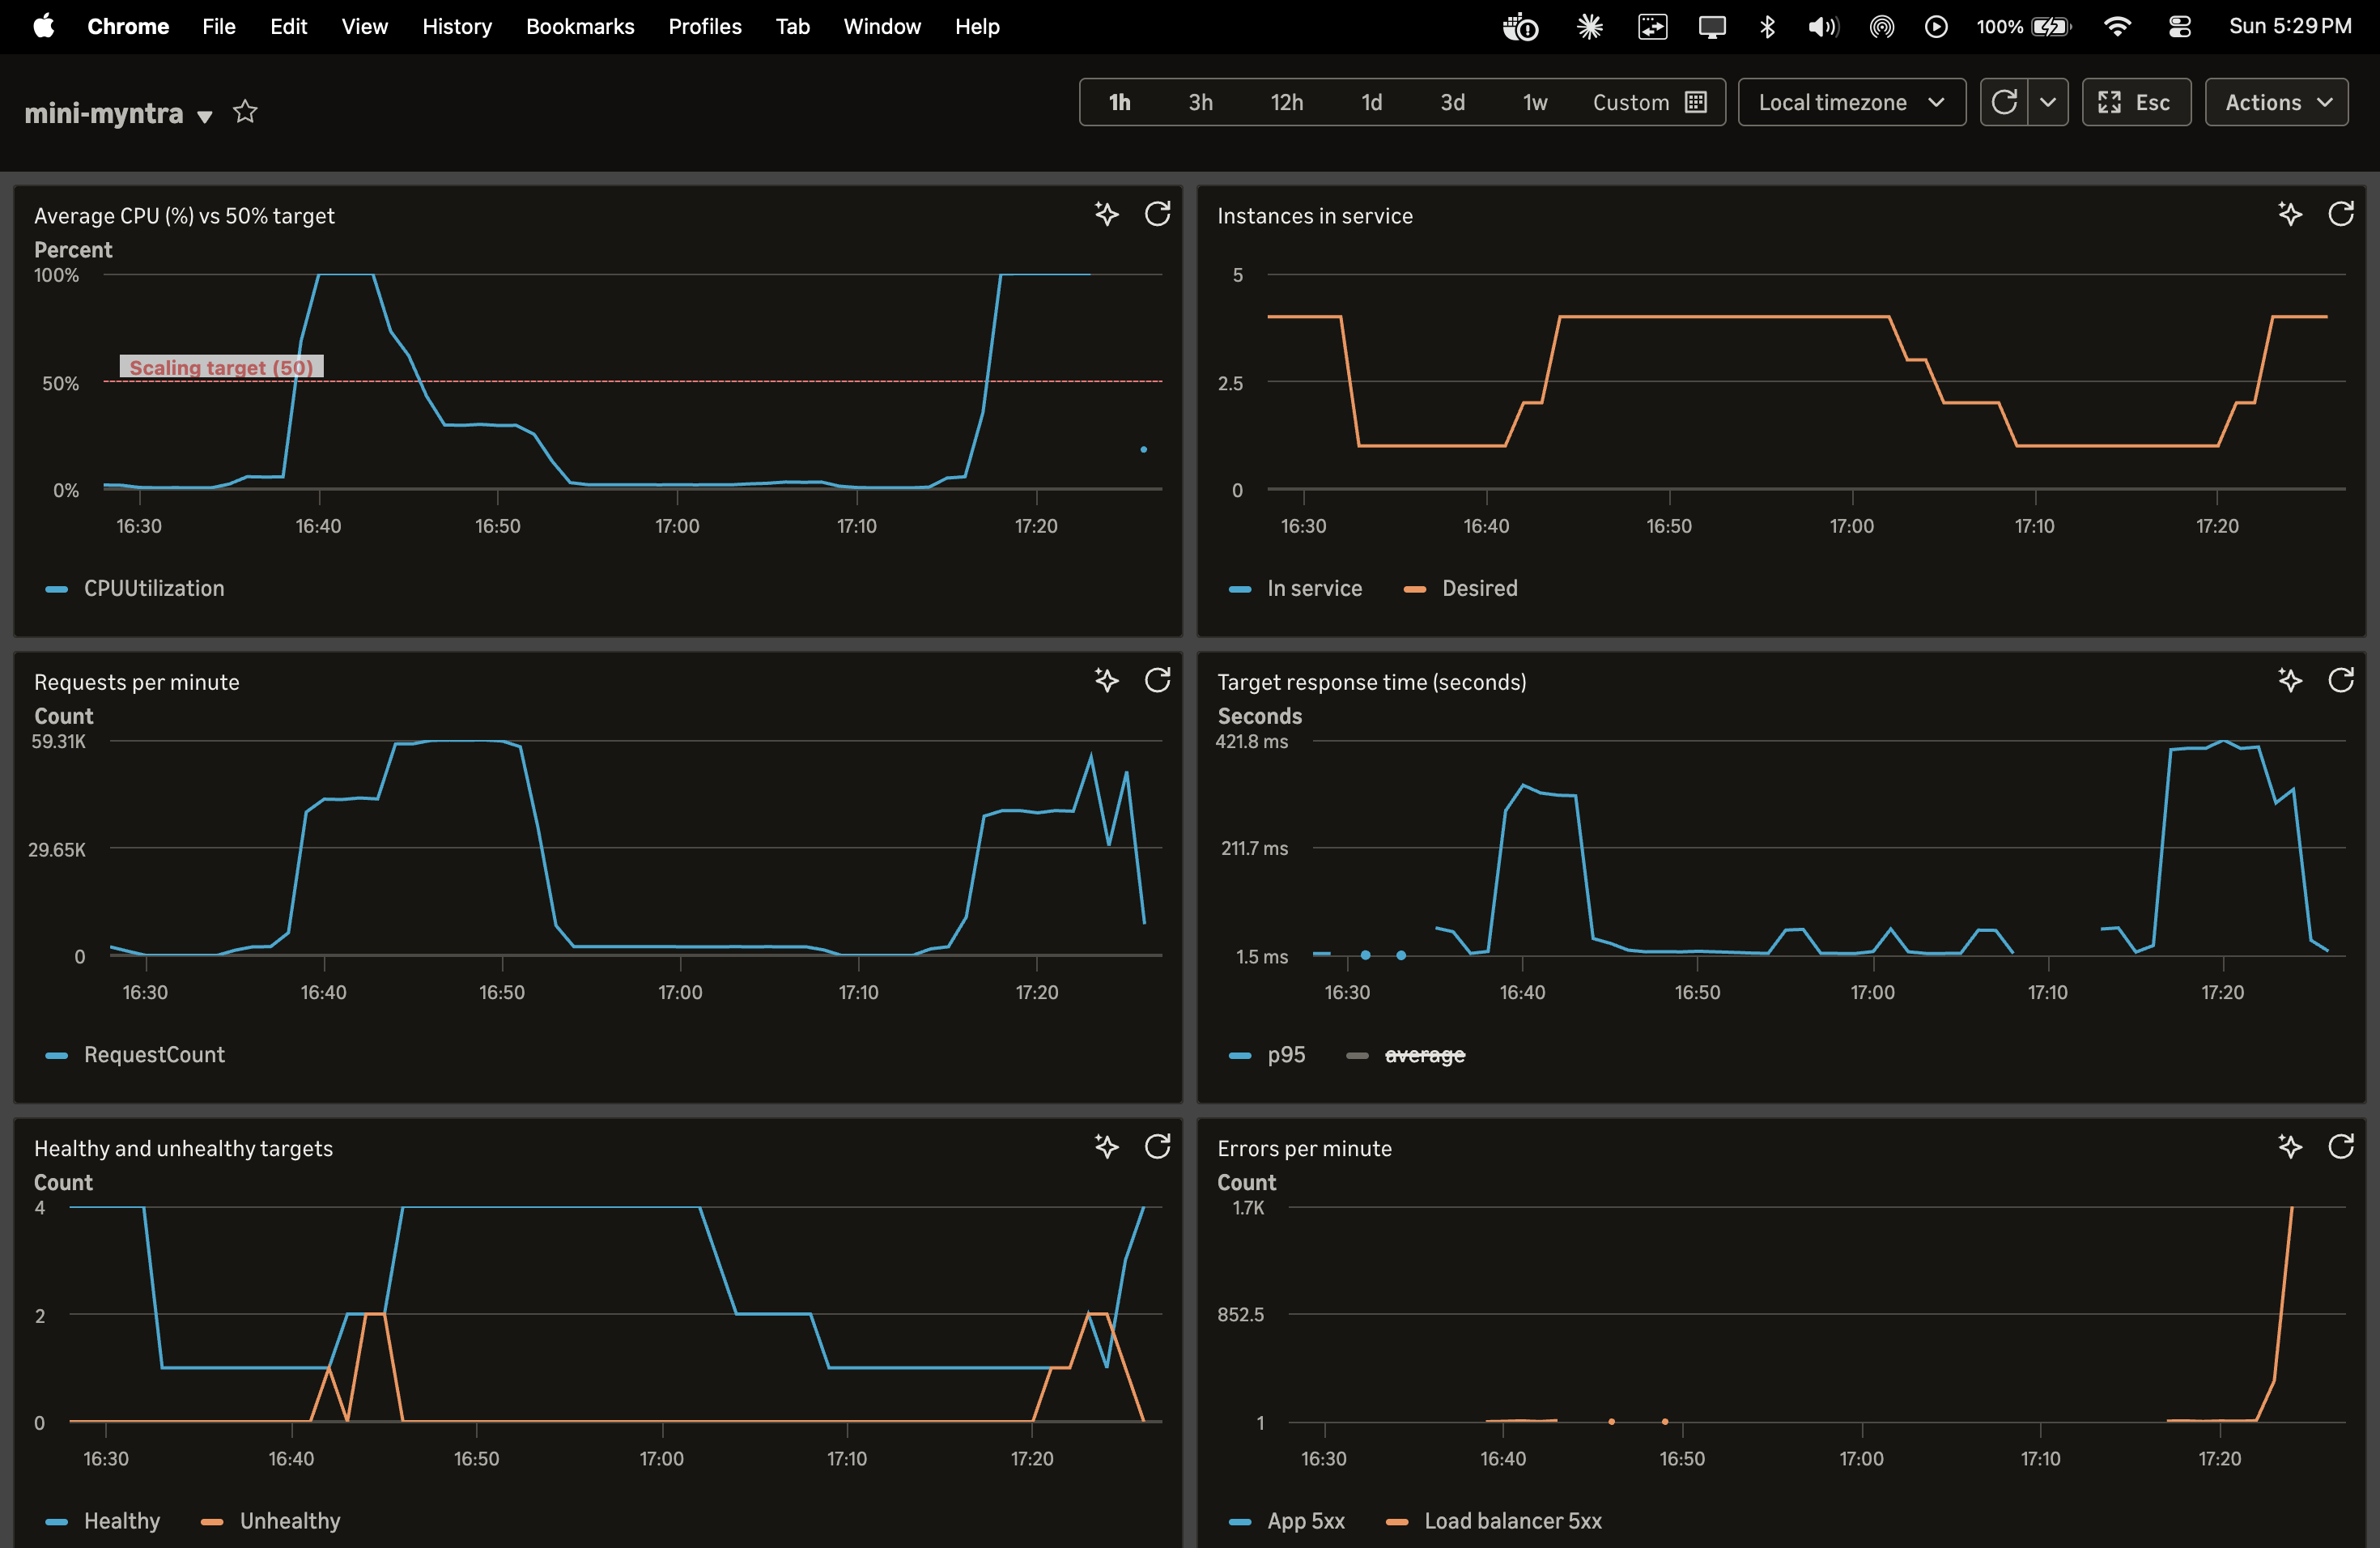 Chrome File Edit View History Bookmarks Profiles Tab Window Help 100% Sun 5:29 PM
mini-myntra
1h 3h 12h 1d 3d 1w Custom Local timezone Esc Actions
Average CPU (%) vs 50% target
Percent
100%
Scaling target (50)
50%
0%
16:30 16:40 16:50 17:00 17:10 17:20
CPUUtilization
Instances in service
5
2.5
0
16:30 16:40 16:50 17:00 17:10 17:20
In service Desired
Requests per minute
Count
59.31K
29.65K
0
16:30 16:40 16:50 17:00 17:10 17:20
RequestCount
Target response time (seconds)
Seconds
421.8 ms
211.7 ms
1.5 ms
16:30 16:40 16:50 17:00 17:10 17:20
p95 average
Healthy and unhealthy targets
Count
4
2
0
16:30 16:40 16:50 17:00 17:10 17:20
Healthy Unhealthy
Errors per minute
Count
1.7K
852.5
1
16:30 16:40 16:50 17:00 17:10 17:20
App 5xx Load balancer 5xx